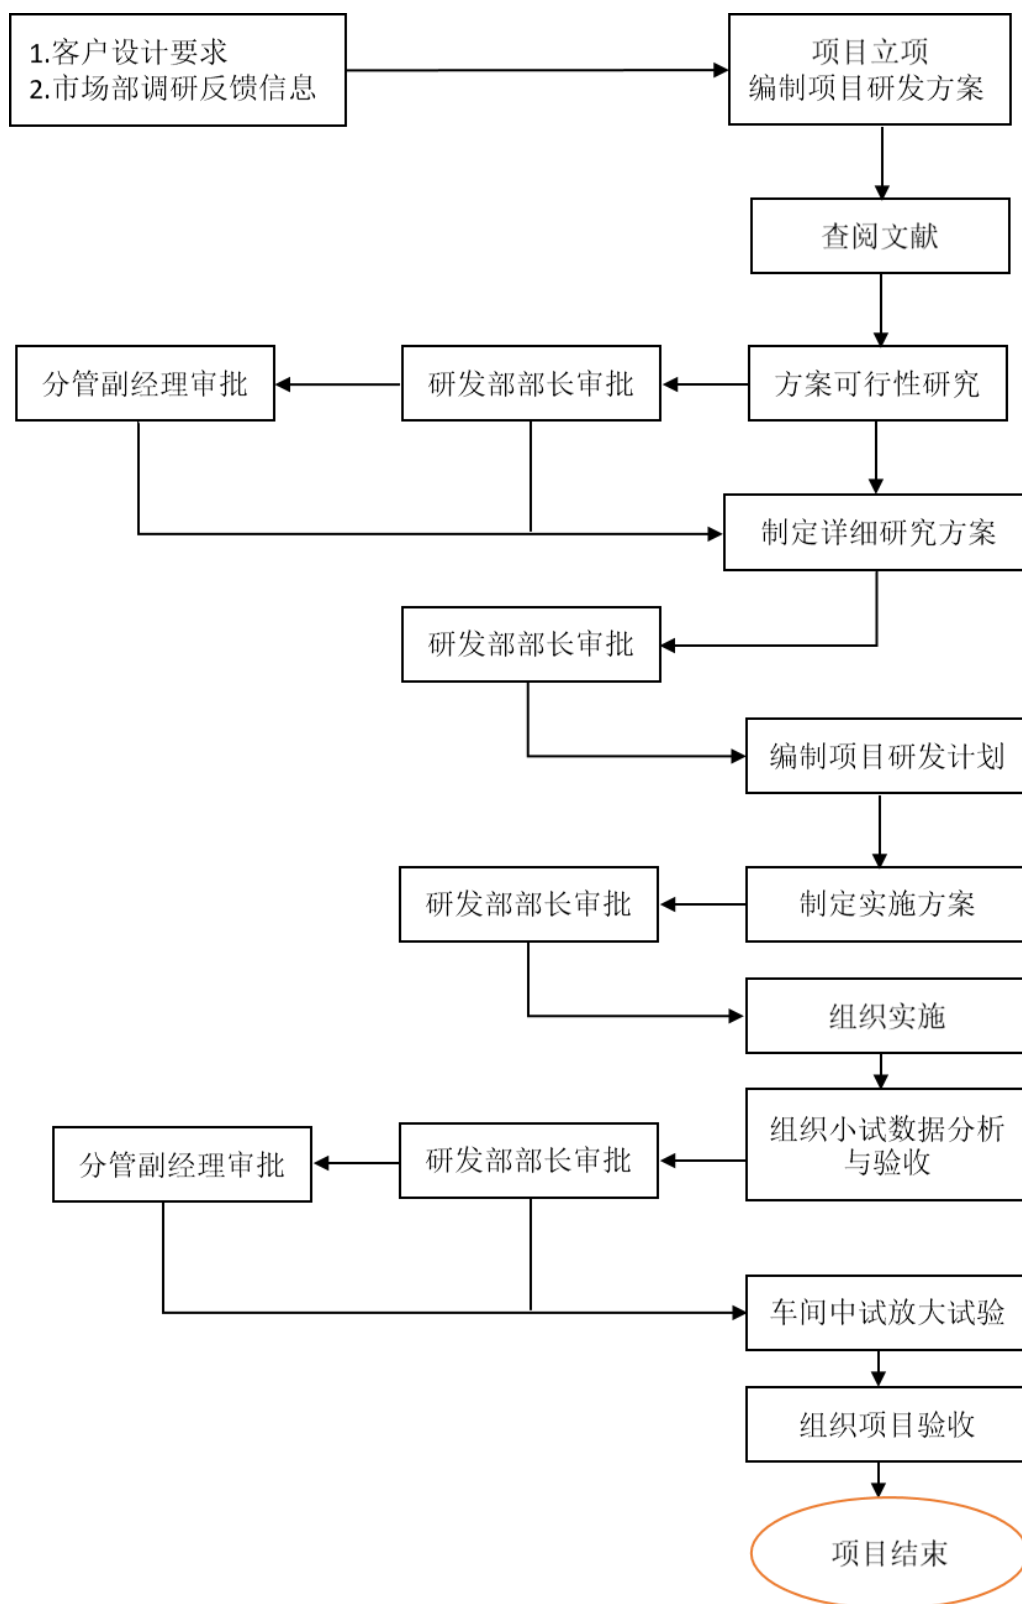 1.客户设计要求
2.市场部调研反馈信息
项目立项
编制项目研发方案
查阅文献
分管副经理审批
研发部部长审批
方案可行性研究
制定详细研究方案
研发部部长审批
编制项目研发计划
研发部部长审批
制定实施方案
组织实施
分管副经理审批
研发部部长审批
组织小试数据分析
与验收
车间中试放大试验
组织项目验收
项目结束